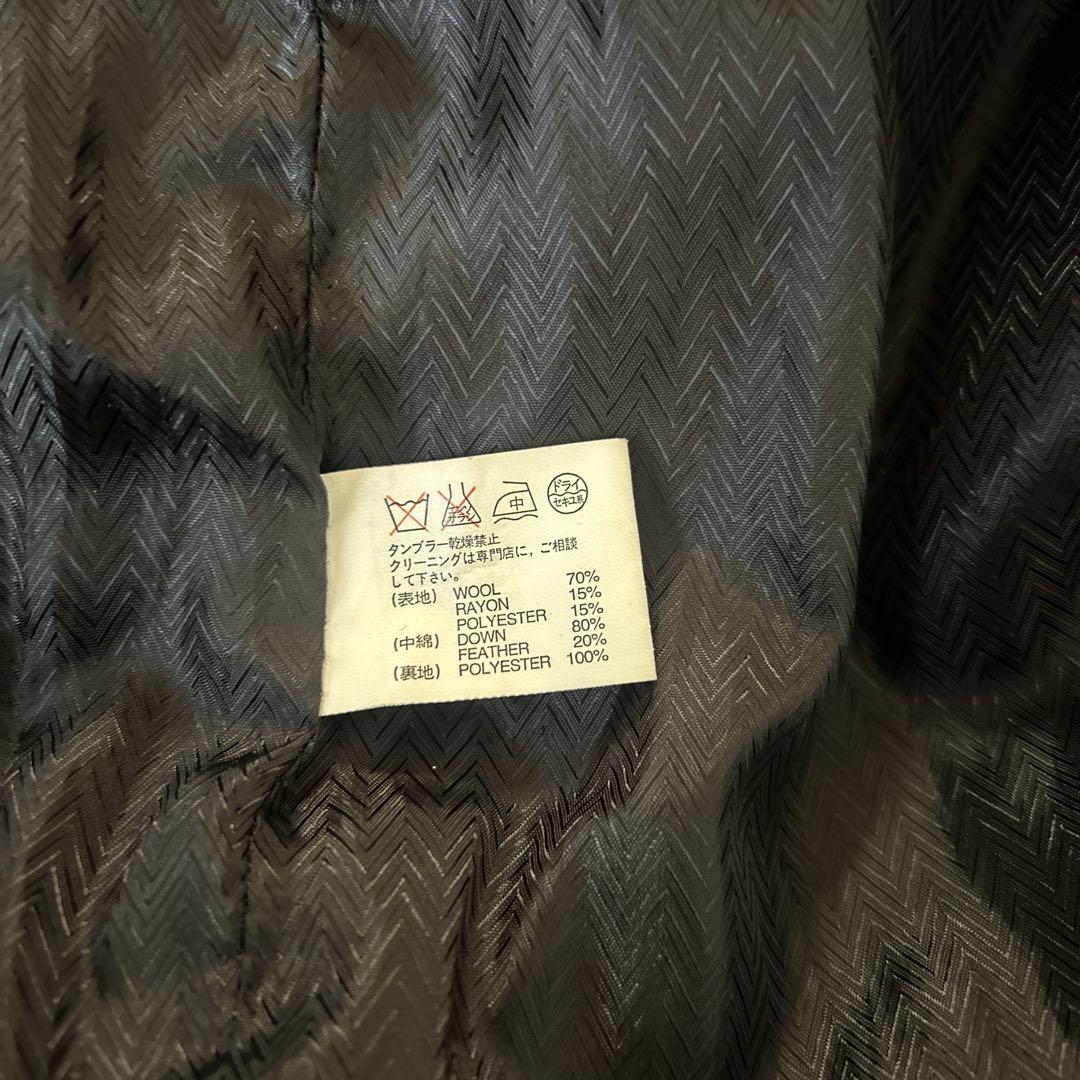 中 ドライ セキユ系
タンブラー乾燥禁止
クリーニングは専門店に，ご相談
して下さい。
(表地) WOOL 70%
RAYON 15%
POLYESTER 15%
(中綿) DOWN 80%
FEATHER 20%
(裏地) POLYESTER 100%